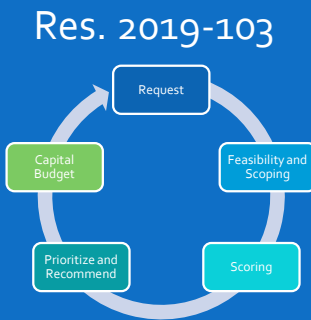 Res. 2019-103
Request
Feasibility and
Scoping
Scoring
Prioritize and
Recommend
Capital
Budget